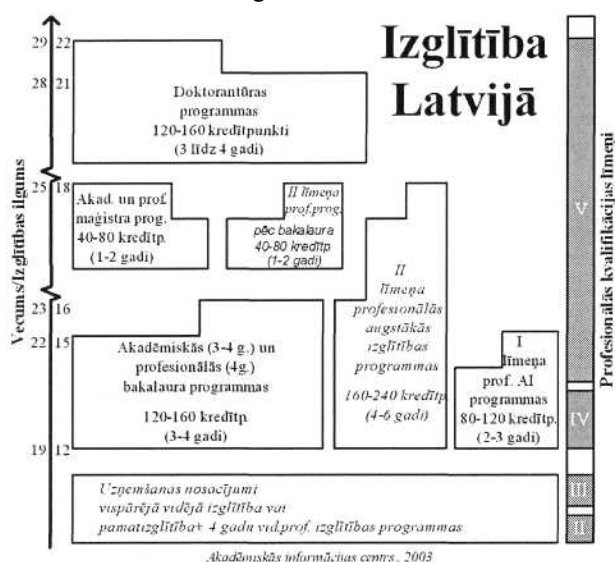 Izglītība
Latvijā
Vecums/Izglītības ilgums
29 22
28 21
25 18
23 16
22 15
19 12
Doktorantūras
programmas
120-160 kredītpunkti
(3 līdz 4 gadi)
Akad. un prof.
maģistra prog.
40-80 kredītp.
(1-2 gadi)
II līmeņa
prof.prog.
pēc bakalaura
40-80 kredītp
(1-2 gadi)
II
līmeņa
profesionālās
augstākās
izglītības
programmas
160-240 kredītp.
(4-6 gadi)
Akadēmiskās (3-4 g.) un
profesionālās (4g.)
bakalaura programmas
120-160 kredītp.
(3-4 gadi)
I
līmeņa
prof. AI
programmas
80-120 kredītp.
(2-3 gadi)
Uzņemšanas nosacījumi
vispārējā vidējā izglītība vai
pamatizglītība+ 4 gadu vid.prof. izglītības programmas
V
IV
III
II
Profesionālās kvalifikācijas līmeņi
Akadēmiskās informācijas centrs, 2003